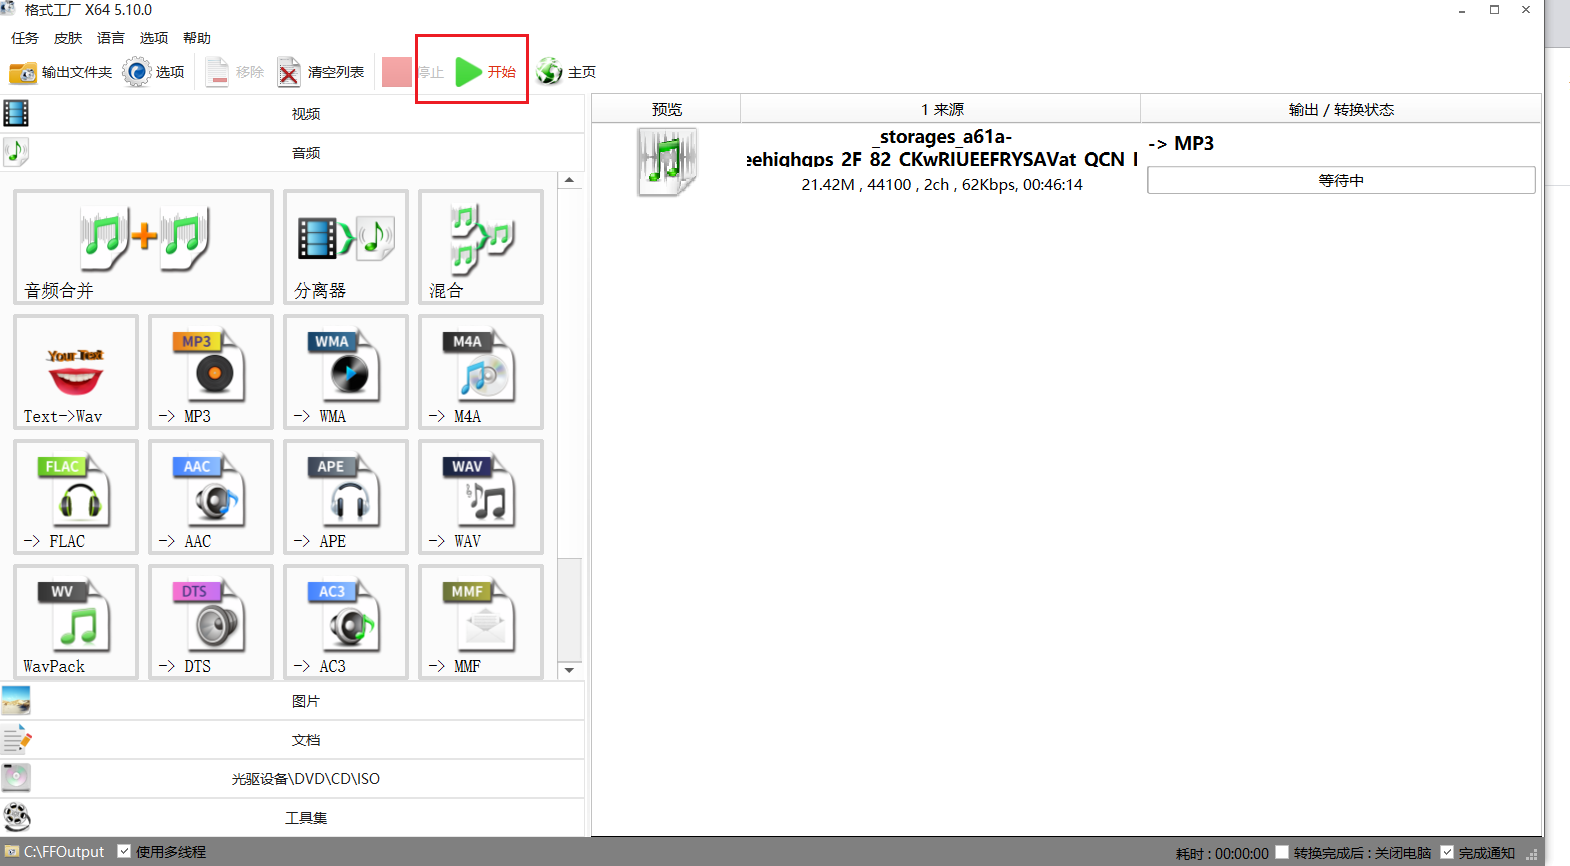 格式工厂 X64 5.10.0
任务 皮肤 语言 选项 帮助
输出文件夹 选项 移除 清空列表 停止 开始 主页
视频
音频
音频合并 分离器 混合
Your Text
Text->Wav
MP3
-> MP3
WMA
-> WMA
M4A
-> M4A
FLAC
-> FLAC
AAC
-> AAC
APE
-> APE
WAV
-> WAV
WV
WavPack
DTS
-> DTS
AC3
-> AC3
MMF
-> MMF
图片
文档
光驱设备\DVD\CD\ISO
工具集
预览 1 来源 输出 / 转换状态
_storages_a61a-
21.42M , 44100 , 2ch , 62Kbps, 00:46:14
-> MP3
等待中
C:\FFOutput 使用多线程 耗时 : 00:00:00 转换完成后 : 关闭电脑 完成通知